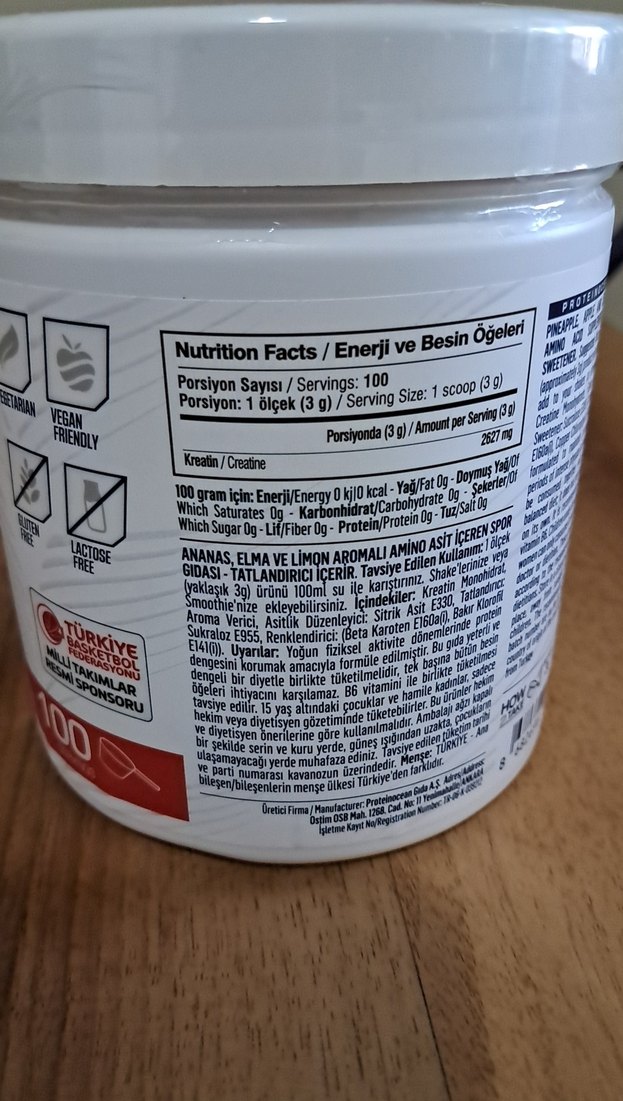 VEGAN
FRIENDLY
GLUTEN
FREE
LACTOSE
FREE
TÜRKİYE
BASKETBOL
FEDERASYONU
MİLLİ TAKIMLAR
RESMİ SPONSORU
100
Nutrition Facts / Enerji ve Besin Öğeleri
Porsiyon Sayısı / Servings: 100
Porsiyon: 1 ölçek (3 g) / Serving Size: 1 scoop (3 g)
Porsiyonda (3 g) / Amount per Serving (3 g)
Kreatin / Creatine 2627 mg
100 gram için: Enerji/Energy 0 kj|0 kcal - Yağ/Fat 0g - Doymuş Yağ/Of
Which Saturates 0g - Karbonhidrat/Carbohydrate 0g - Şekerler/Of
Which Sugar 0g - Lif/Fiber 0g - Protein/Protein 0g - Tuz/Salt 0g
ANANAS, ELMA VE LİMON AROMALI AMİNO ASİT İÇEREN SPOR
GIDASI - TATLANDIRICI İÇERİR. Tavsiye Edilen Kullanım: 1 ölçek
(yaklaşık 3g) ürünü 100ml su ile karıştırınız. Shake'lerinize veya
Smoothie'nize ekleyebilirsiniz. İçindekiler: Kreatin Monohidrat,
Aroma Verici, Asitlik Düzenleyici: Sitrik Asit E330, Tatlandırıcı:
Sukraloz E955, Renklendirici: (Beta Karoten E160a(i), Bakır Klorofil
E141(i)). Uyarılar: Yoğun fiziksel aktivite dönemlerinde protein
dengesini korumak amacıyla formüle edilmiştir. Bu gıda yeterli ve
dengeli bir diyetle birlikte tüketilmelidir, tek başına bütün besin
öğeleri ihtiyacını karşılamaz. B6 vitamini ile birlikte tüketilmesi
tavsiye edilir. 15 yaş altındaki çocuklar ve hamile kadınlar, sadece
hekim veya diyetisyen gözetiminde tüketebilirler. Bu ürünler hekim
ve diyetisyen önerilerine göre kullanılmalıdır. Ambalajı ağzı kapalı
bir şekilde serin ve kuru yerde, güneş ışığından uzakta, çocukların
ulaşamayacağı yerde muhafaza ediniz. Tavsiye edilen tüketim tarihi
ve parti numarası kavanozun üzerindedir. Menşe: TÜRKİYE - Ana
bileşen/bileşenlerin menşe ülkesi Türkiye'den farklıdır.
Üretici Firma / Manufacturer: Proteinocean Gıda A.Ş. Adres/Address:
Ostim OSB Mah. 1268. Cad. No: 11 Yenimahalle/ANKARA
İşletme Kayıt No/Registration Number:
PINEAPPLE,
AMINO ACID
SWEETENER.